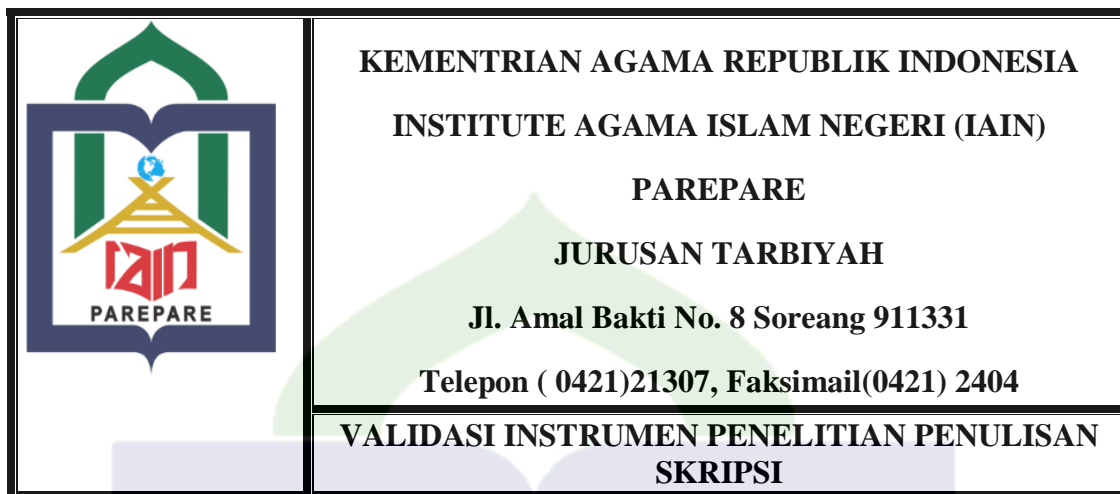 KEMENTRIAN AGAMA REPUBLIK INDONESIA
INSTITUTE AGAMA ISLAM NEGERI (IAIN)
PAREPARE
JURUSAN TARBIYAH
Jl. Amal Bakti No. 8 Soreang 911331
Telepon ( 0421)21307, Faksimail(0421) 2404
VALIDASI INSTRUMEN PENELITIAN PENULISAN
SKRIPSI
IAIN
PAREPARE